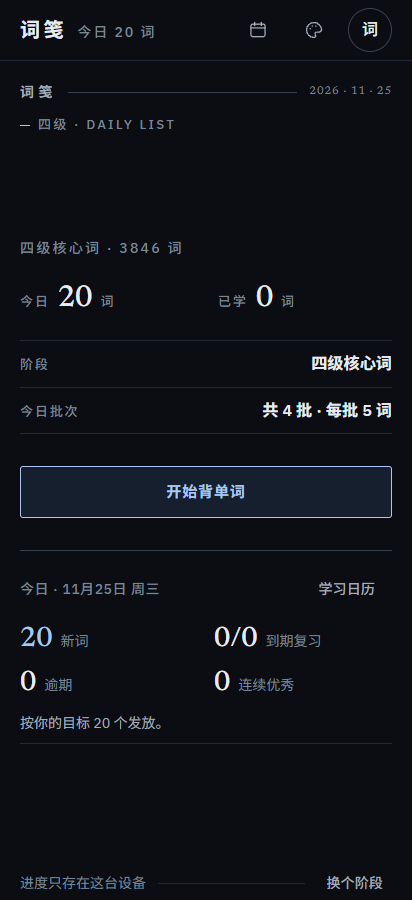 词笺 今日 20 词 词
词笺 2026 · 11 · 25
— 四级 · DAILY LIST
四级核心词 · 3846 词
今日 20 词 已学 0 词
阶段 四级核心词
今日批次 共 4 批 · 每批 5 词
开始背单词
今日 · 11月25日 周三 学习日历
20 新词 0/0 到期复习
0 逾期 0 连续优秀
按你的目标 20 个发放。
进度只存在这台设备 换个阶段